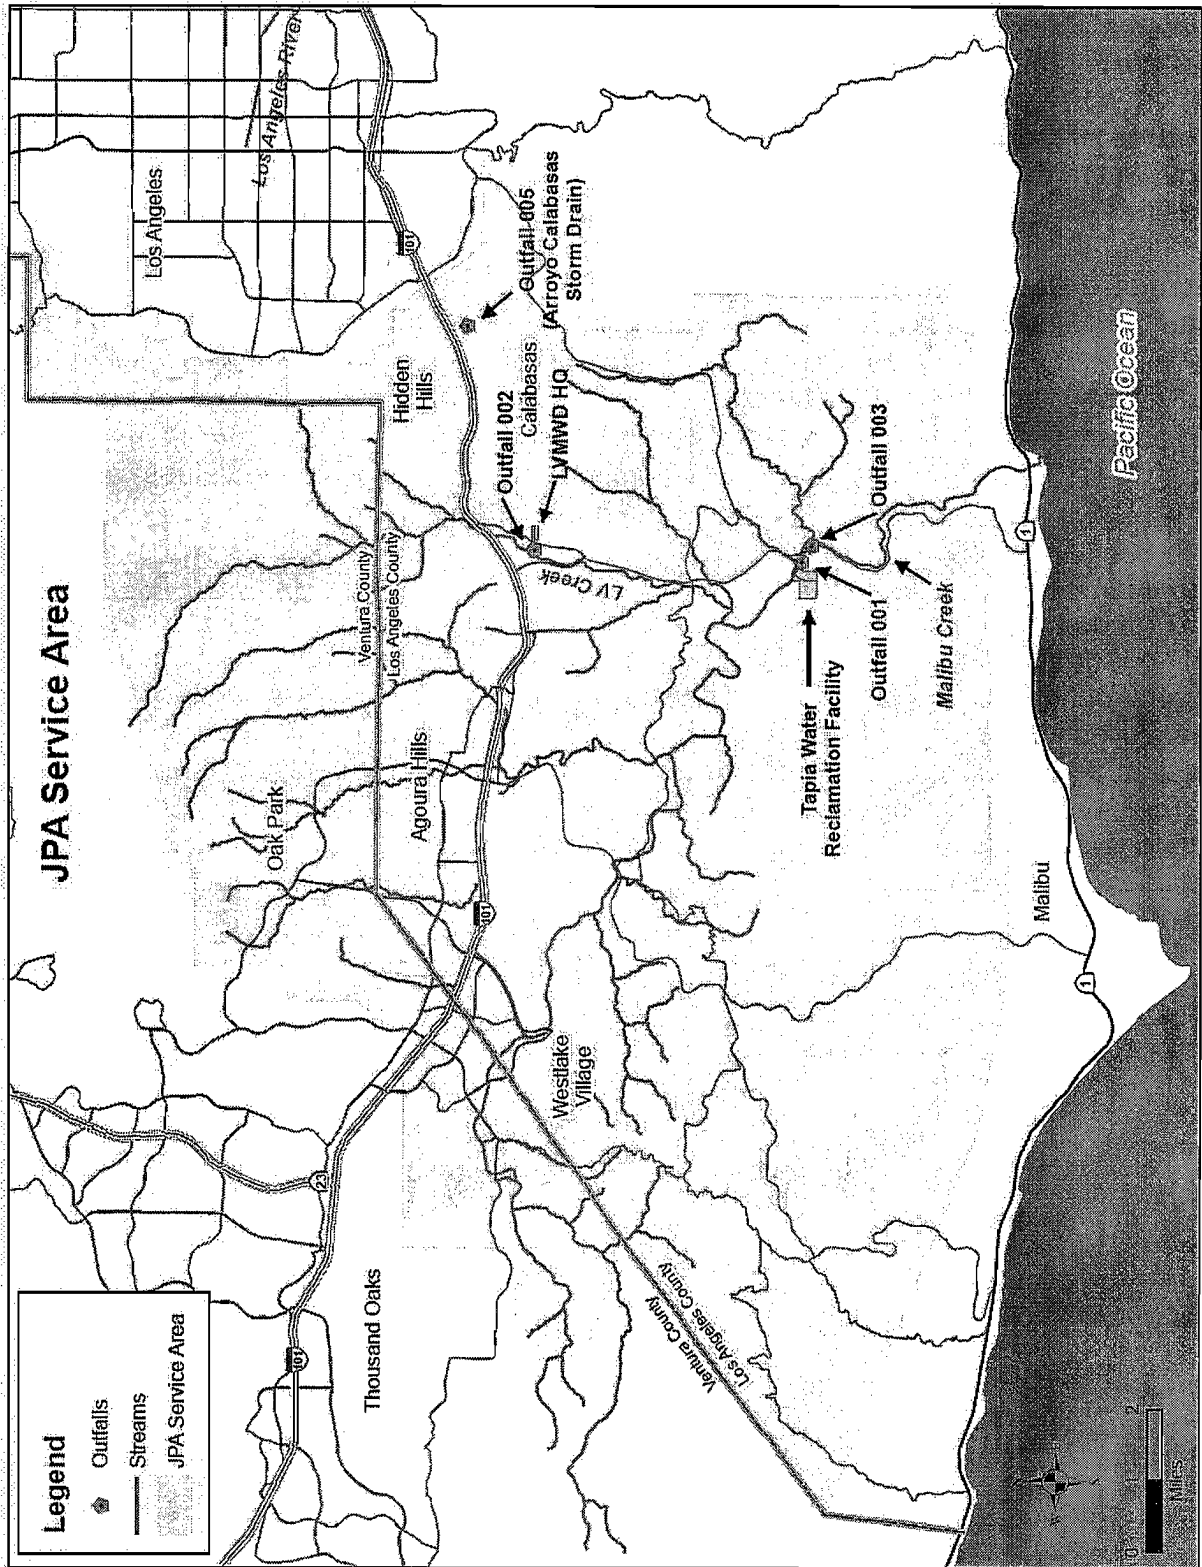 JPA Service Area
Legend
Outfalls
Streams
JPA Service Area
23
101
Thousand Oaks
Oak Park
Agoura Hills
101
Westlake
Village
Ventura County
Los Angeles County
Ventura County
Los Angeles County
Los Angeles
Los Angeles River
101
Hidden
Hills
Outfall 005
(Arroyo Calabasas
Storm Drain)
Outfall 002
Calabasas
LVMWD HQ
LV Creek
Tapia Water
Reclamation Facility
Outfall 001
Outfall 003
Malibu Creek
Malibu
1
1
Pacific Ocean
0
1
2
Miles